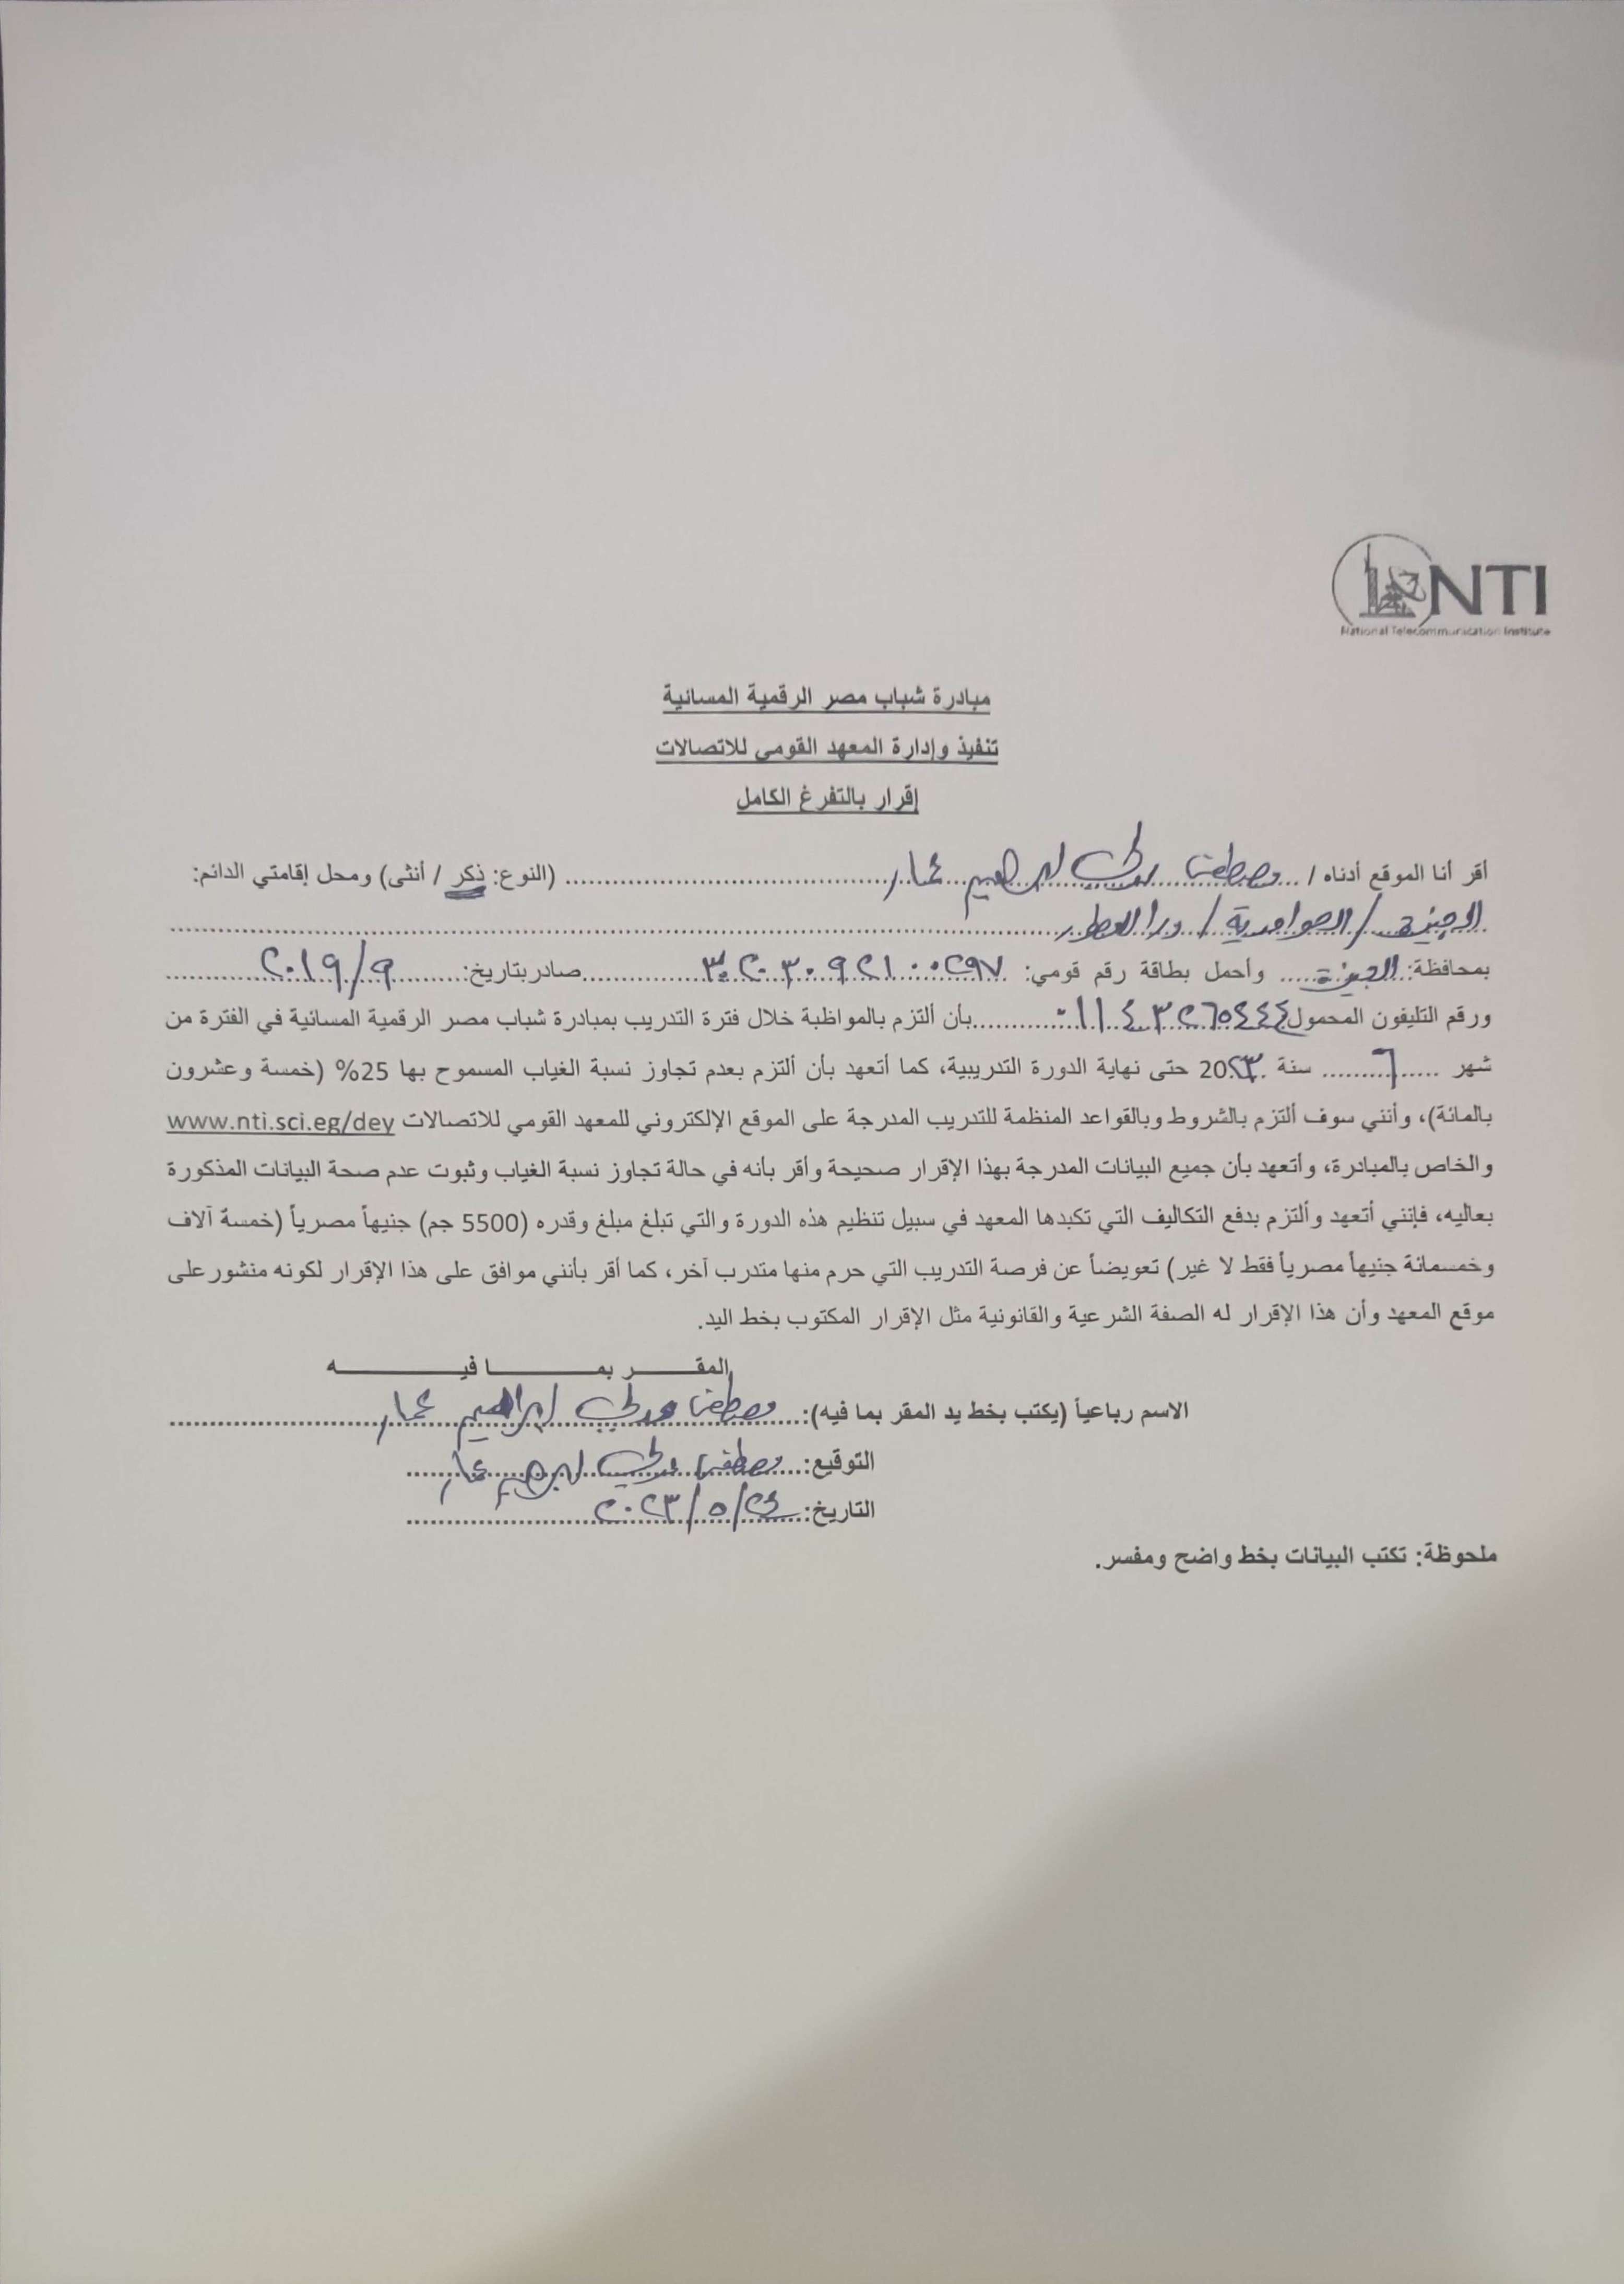 NTI
National Telecommunication Institute
مبادرة شباب مصر الرقمية المسائية
تنفيذ وإدارة المعهد القومي للاتصالات
إقرار بالتفرغ الكامل
أقر أنا الموقع أدناه / مصطفى ابراهيم عمار (النوع: ذكر / أنثى) ومحل إقامتي الدائم:
الجيزة / الحوامدية /
بمحافظة: الجيزة وأحمل بطاقة رقم قومي: ٣٠٢٠٣٠٩٢١٠٠٢٩٧ صادر بتاريخ: ٢٠١٩/٩
ورقم التليفون المحمول ٠١١٤٣٢٦٥٤٤٤ بأن ألتزم بالمواظبة خلال فترة التدريب بمبادرة شباب مصر الرقمية المسائية في الفترة من
شهر ٦ سنة 20٢٣ حتى نهاية الدورة التدريبية، كما أتعهد بأن ألتزم بعدم تجاوز نسبة الغياب المسموح بها 25% (خمسة وعشرون
بالمائة)، وأنني سوف ألتزم بالشروط وبالقواعد المنظمة للتدريب المدرجة على الموقع الإلكتروني للمعهد القومي للاتصالات www.nti.sci.eg/dey
والخاص بالمبادرة، وأتعهد بأن جميع البيانات المدرجة بهذا الإقرار صحيحة وأقر بأنه في حالة تجاوز نسبة الغياب وثبوت عدم صحة البيانات المذكورة
بعاليه، فإنني أتعهد وألتزم بدفع التكاليف التي تكبدها المعهد في سبيل تنظيم هذه الدورة والتي تبلغ مبلغ وقدره (5500 جم) جنيهاً مصرياً (خمسة آلاف
وخمسمائة جنيهاً مصرياً فقط لا غير) تعويضاً عن فرصة التدريب التي حرم منها متدرب آخر، كما أقر بأنني موافق على هذا الإقرار لكونه منشور على
موقع المعهد وأن هذا الإقرار له الصفة الشرعية والقانونية مثل الإقرار المكتوب بخط اليد.
المقـــر بمـــا فيـــه
الاسم رباعياً (يكتب بخط يد المقر بما فيه): مصطفى ابراهيم عمار
التوقيع: مصطفى ابراهيم عمار
التاريخ: ٢٤/٥/٢٠٢٣
ملحوظة: تكتب البيانات بخط واضح ومفسر.